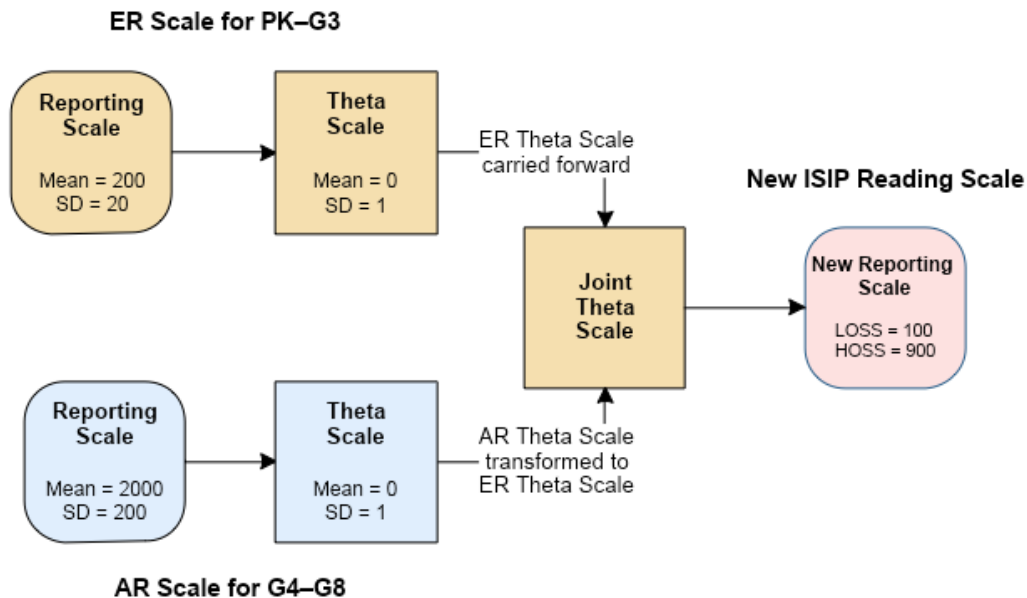 ER Scale for PK–G3
Reporting
Scale
Mean = 200
SD = 20
Theta
Scale
Mean = 0
SD = 1
ER Theta Scale
carried forward
New ISIP Reading Scale
Joint
Theta
Scale
New Reporting
Scale
LOSS = 100
HOSS = 900
Reporting
Scale
Mean = 2000
SD = 200
Theta
Scale
Mean = 0
SD = 1
AR Theta Scale
transformed to
ER Theta Scale
AR Scale for G4–G8